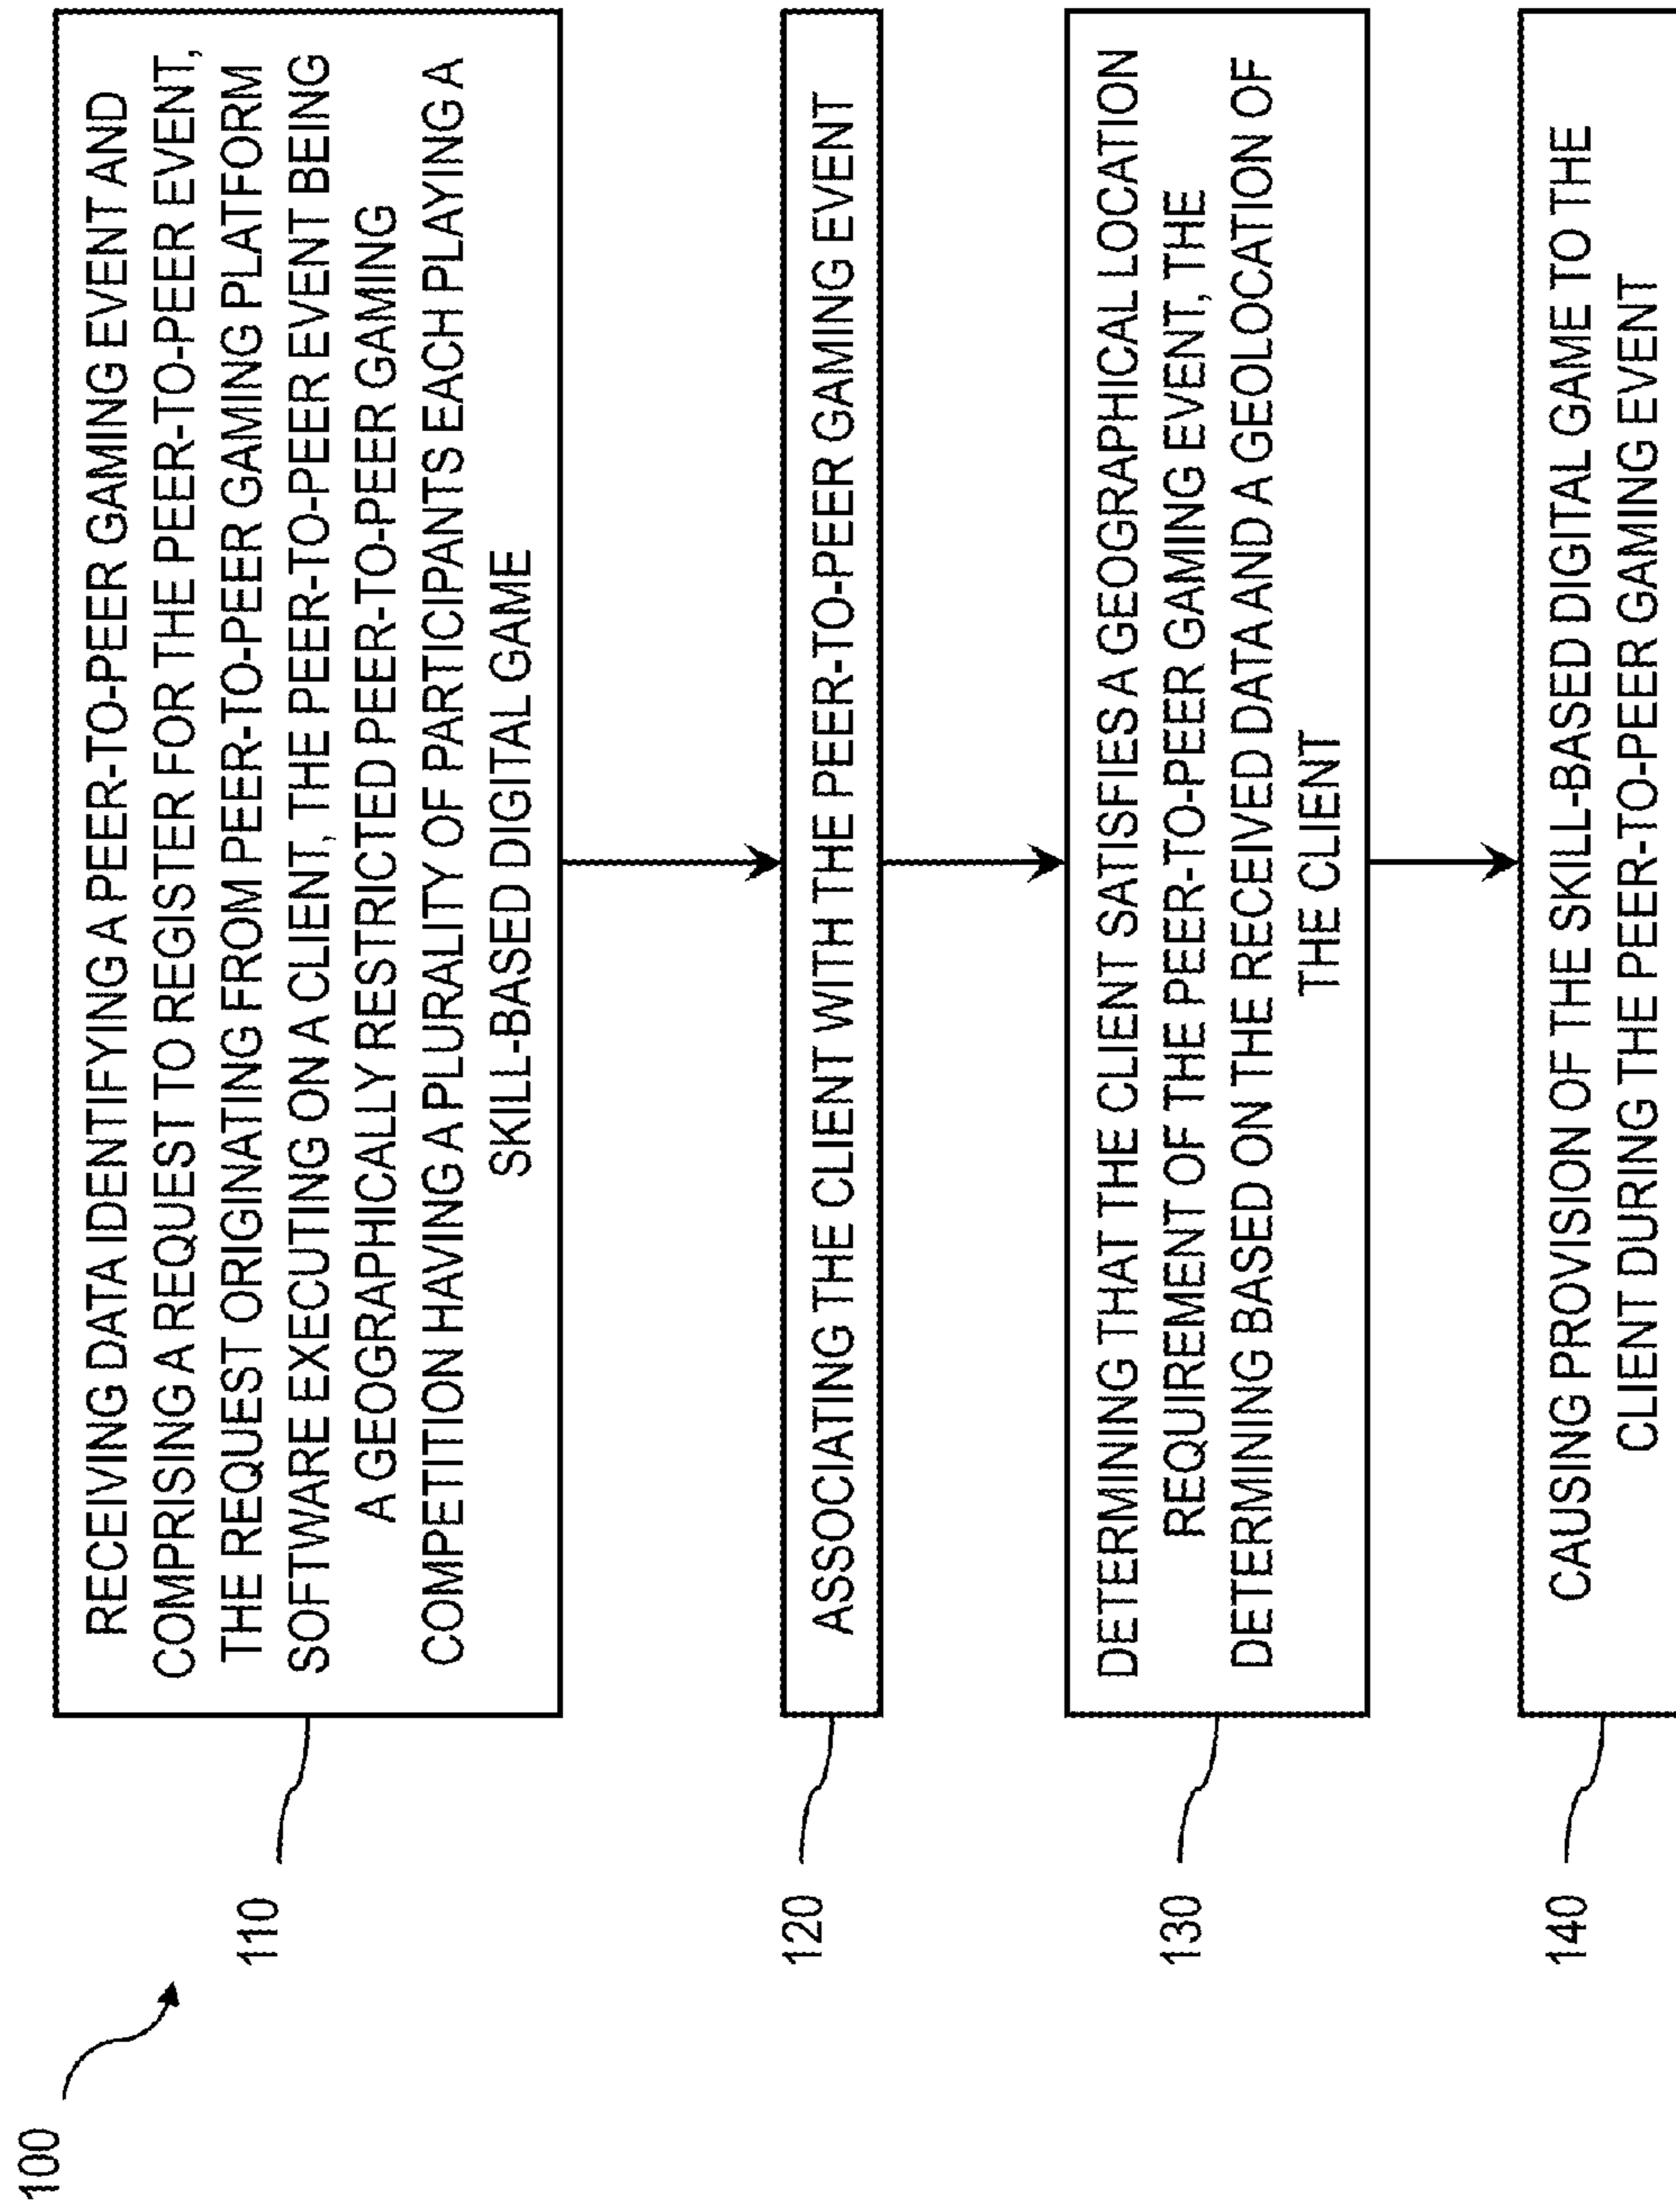 100
110
RECEIVING DATA IDENTIFYING A PEER-TO-PEER GAMING EVENT AND
COMPRISING A REQUEST TO REGISTER FOR THE PEER-TO-PEER EVENT,
THE REQUEST ORIGINATING FROM PEER-TO-PEER GAMING PLATFORM
SOFTWARE EXECUTING ON A CLIENT, THE PEER-TO-PEER EVENT BEING
A GEOGRAPHICALLY RESTRICTED PEER-TO-PEER GAMING
COMPETITION HAVING A PLURALITY OF PARTICIPANTS EACH PLAYING A
SKILL-BASED DIGITAL GAME
120
ASSOCIATING THE CLIENT WITH THE PEER-TO-PEER GAMING EVENT
130
DETERMINING THAT THE CLIENT SATISFIES A GEOGRAPHICAL LOCATION
REQUIREMENT OF THE PEER-TO-PEER GAMING EVENT, THE
DETERMINING BASED ON THE RECEIVED DATA AND A GEOLOCATION OF
THE CLIENT
140
CAUSING PROVISION OF THE SKILL-BASED DIGITAL GAME TO THE
CLIENT DURING THE PEER-TO-PEER GAMING EVENT